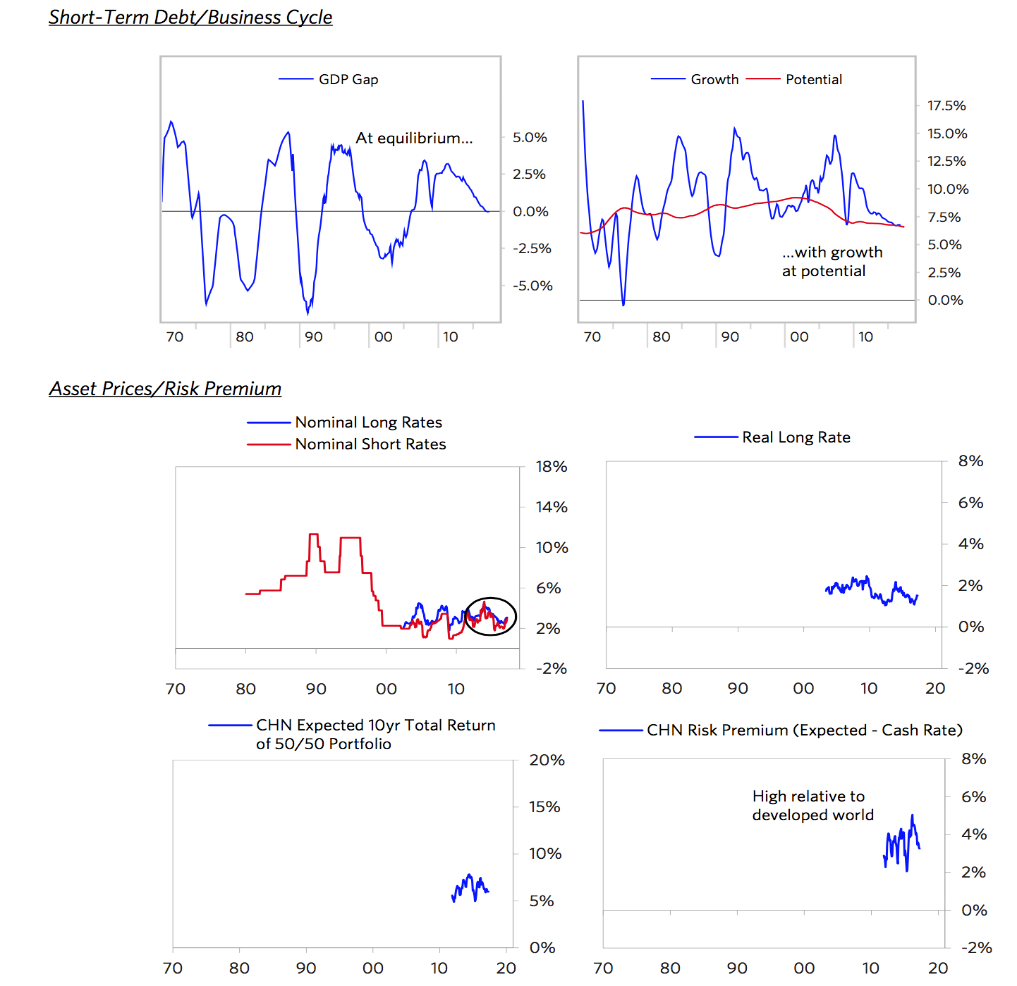 Short-Term Debt/Business Cycle
GDP Gap
At equilibrium...
5.0%
2.5%
0.0%
-2.5%
-5.0%
70 80 90 00 10
Growth Potential
...with growth
at potential
17.5%
15.0%
12.5%
10.0%
7.5%
5.0%
2.5%
0.0%
70 80 90 00 10
Asset Prices/Risk Premium
Nominal Long Rates
Nominal Short Rates
18%
14%
10%
6%
2%
-2%
70 80 90 00 10
Real Long Rate
8%
6%
4%
2%
0%
-2%
70 80 90 00 10 20
CHN Expected 10yr Total Return
of 50/50 Portfolio
20%
15%
10%
5%
0%
70 80 90 00 10 20
CHN Risk Premium (Expected - Cash Rate)
High relative to
developed world
8%
6%
4%
2%
0%
-2%
70 80 90 00 10 20